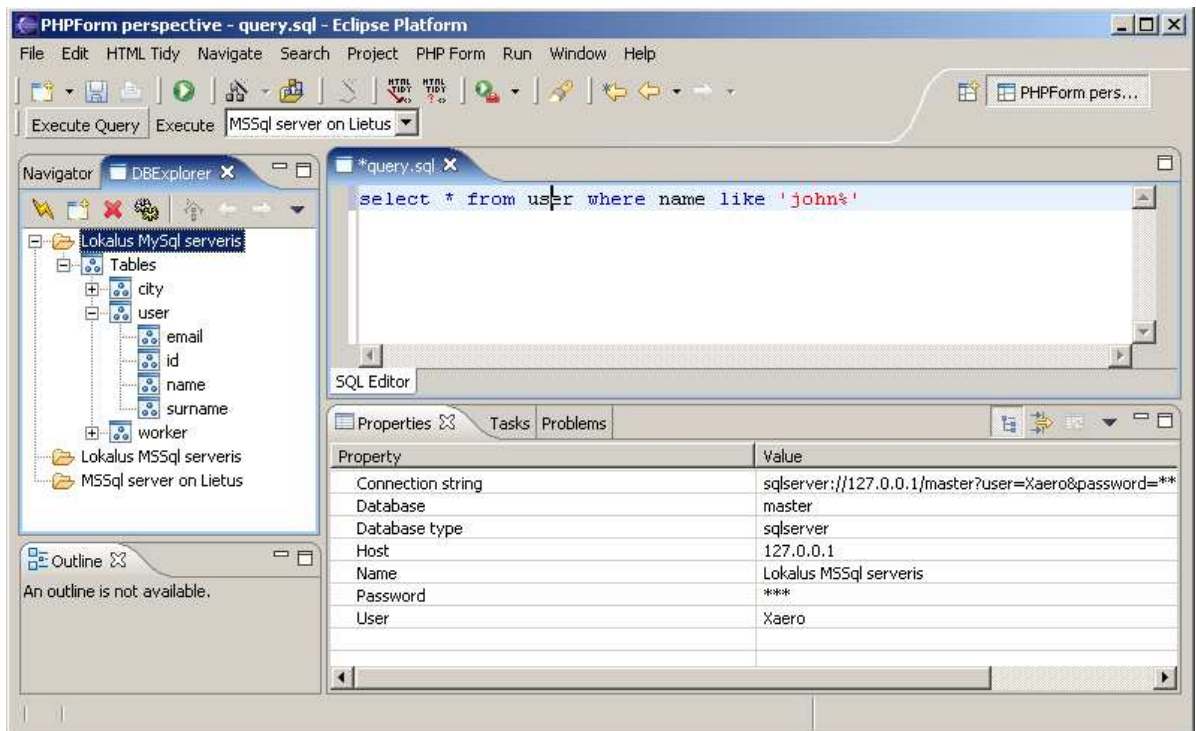 PHPForm perspective - query.sql - Eclipse Platform
File Edit HTML Tidy Navigate Search Project PHP Form Run Window Help
HTML TIDY HTML TIDY
PHPForm pers...
Execute Query Execute MSSql server on Lietus
Navigator DBExplorer
Lokalus MySql serveris
Tables
city
user
email
id
name
surname
worker
Lokalus MSSql serveris
MSSql server on Lietus
Outline
An outline is not available.
*query.sql
select * from user where name like 'john%'
SQL Editor
Properties Tasks Problems
Property Value
Connection string sqlserver://127.0.0.1/master?user=Xaero&password=**
Database master
Database type sqlserver
Host 127.0.0.1
Name Lokalus MSSql serveris
Password ***
User Xaero